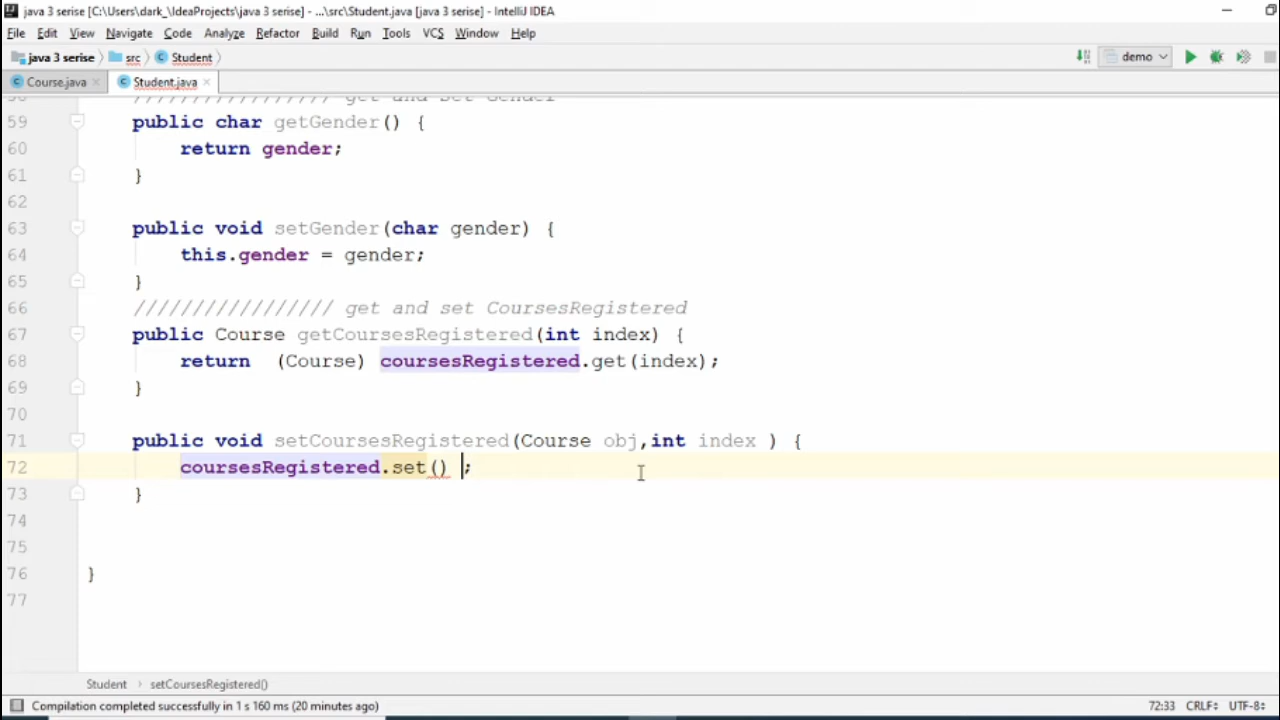 java 3 serise [C:\Users\dark_\IdeaProjects\java 3 serise] - ...\src\Student.java [java 3 serise] - IntelliJ IDEA
File Edit View Navigate Code Analyze Refactor Build Run Tools VCS Window Help
java 3 serise src Student demo
Course.java Student.java
58 ///////////////// get and set Gender
59 public char getGender() {
60 return gender;
61 }
62
63 public void setGender(char gender) {
64 this.gender = gender;
65 }
66 ///////////////// get and set CoursesRegistered
67 public Course getCoursesRegistered(int index) {
68 return (Course) coursesRegistered.get(index);
69 }
70
71 public void setCoursesRegistered(Course obj,int index ) {
72 coursesRegistered.set() ;
73 }
74
75
76 }
77
Student setCoursesRegistered()
Compilation completed successfully in 1 s 160 ms (20 minutes ago) 72:33 CRLF UTF-8